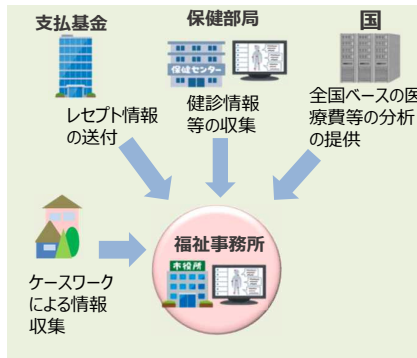 支払基金
保健部局
国
保健センター
レセプト情報
の送付
健診情報
等の収集
全国ベースの医
療費等の分析
の提供
福祉事務所
市役所
ケースワーク
による情報
収集